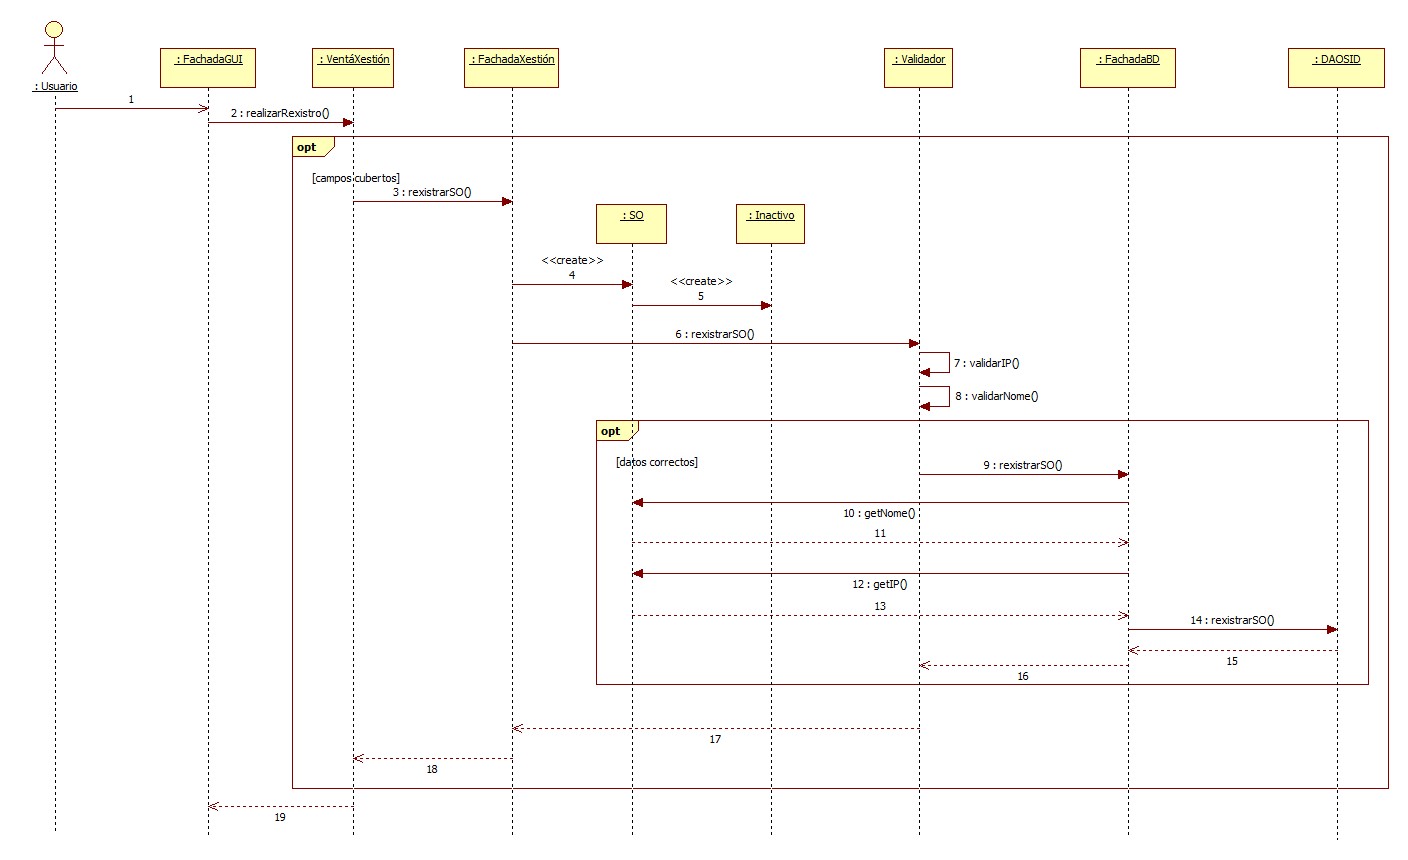 : Usuario
: FachadaGUI
: VentáXestión
: FachadaXestión
: Validador
: FachadaBD
: DAOSID
1
2 : realizarRexistro()
opt
[campos cubertos]
3 : rexistrarSO()
: SO
: Inactivo
<<create>>
4
<<create>>
5
6 : rexistrarSO()
7 : validarIP()
8 : validarNome()
opt
[datos correctos]
9 : rexistrarSO()
10 : getNome()
11
12 : getIP()
13
14 : rexistrarSO()
15
16
17
18
19